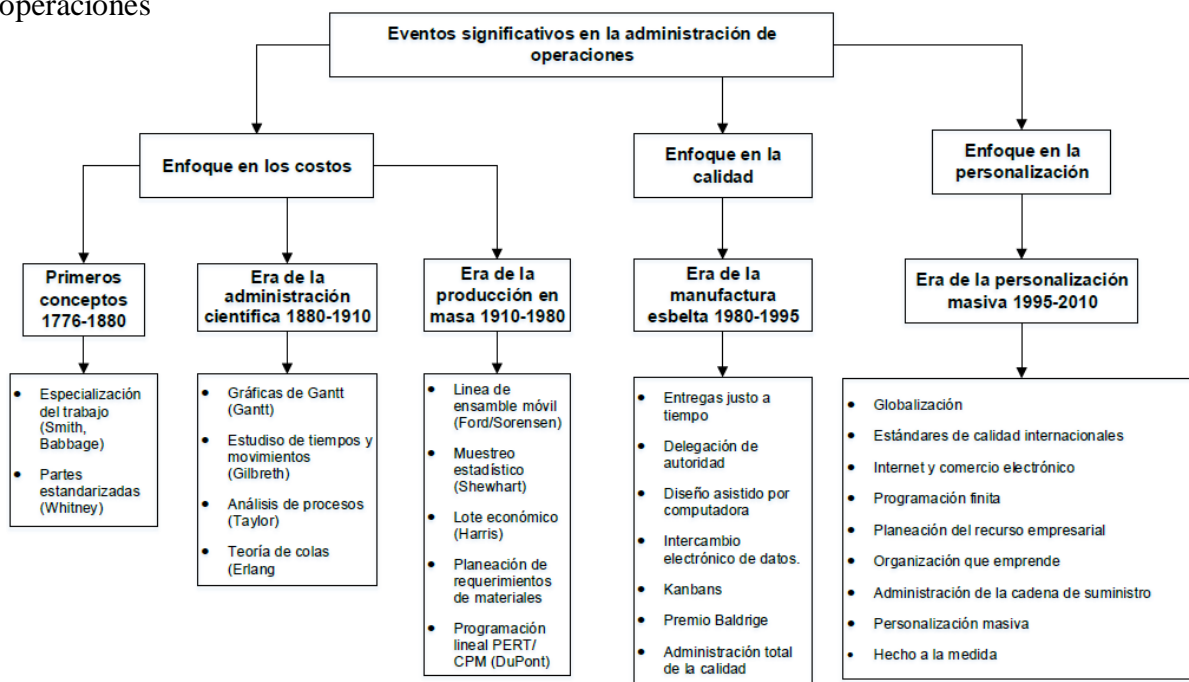 operaciones
Eventos significativos en la administración de
operaciones
Enfoque en los costos
Enfoque en la
calidad
Enfoque en la
personalización
Primeros
conceptos
1776-1880
Era de la
administración
científica 1880-1910
Era de la
producción en
masa 1910-1980
Era de la
manufactura
esbelta 1980-1995
Era de la personalización
masiva 1995-2010
• Especialización
del trabajo
(Smith,
Babbage)
• Partes
estandarizadas
(Whitney)
• Gráficas de Gantt
(Gantt)
• Estudiso de tiempos y
movimientos
(Gilbreth)
• Análisis de procesos
(Taylor)
• Teoría de colas
(Erlang
• Linea de
ensamble móvil
(Ford/Sorensen)
• Muestreo
estadístico
(Shewhart)
• Lote económico
(Harris)
• Planeación de
requerimientos
de materiales
• Programación
lineal PERT/
CPM (DuPont)
• Entregas justo a
tiempo
• Delegación de
autoridad
• Diseño asistido por
computadora
• Intercambio
electrónico de datos.
• Kanbans
• Premio Baldrige
• Administración total
de la calidad
• Globalización
• Estándares de calidad internacionales
• Internet y comercio electrónico
• Programación finita
• Planeación del recurso empresarial
• Organización que emprende
• Administración de la cadena de suministro
• Personalización masiva
• Hecho a la medida